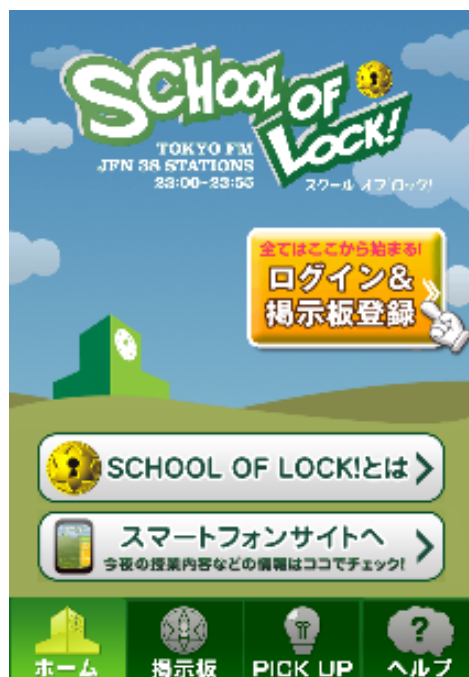 SCHOOL OF LOCK!
TOKYO FM
JFN 38 STATIONS
22:00-23:55
スクール オブ ロック!
全てはここから始まる!
ログイン&
掲示板登録
SCHOOL OF LOCK!とは
スマートフォンサイトへ
今夜の授業内容などの情報はココでチェック!
ホーム
掲示板
PICK UP
ヘルプ